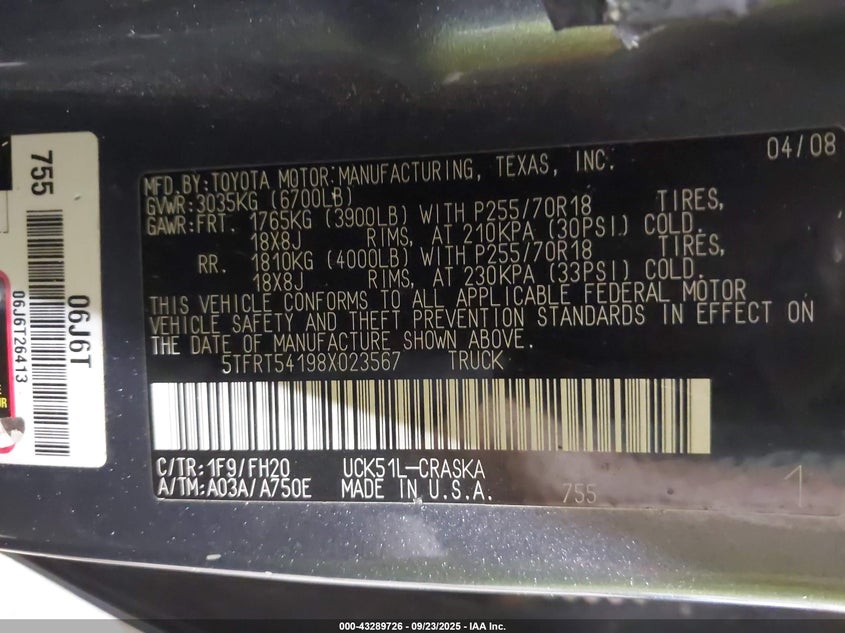 755
06J6T
06J6T26413
04/08
MFD.BY:TOYOTA MOTOR MANUFACTURING, TEXAS, INC.
GVWR:3035KG (6700LB)
GAWR:FRT. 1765KG (3900LB) WITH P255/70R18 TIRES,
18X8J RIMS, AT 210KPA (30PSI) COLD.
RR. 1810KG (4000LB) WITH P255/70R18 TIRES,
18X8J RIMS, AT 230KPA (33PSI) COLD.
THIS VEHICLE CONFORMS TO ALL APPLICABLE FEDERAL MOTOR
VEHICLE SAFETY AND THEFT PREVENTION STANDARDS IN EFFECT ON
THE DATE OF MANUFACTURE SHOWN ABOVE.
5TFRT54198X023567 TRUCK
C/TR:1F9/FH20 UCK51L-CRASKA
A/TM:A03A/A750E MADE IN U.S.A. 755 1
000-43289726 - 09/23/2025 - IAA Inc.